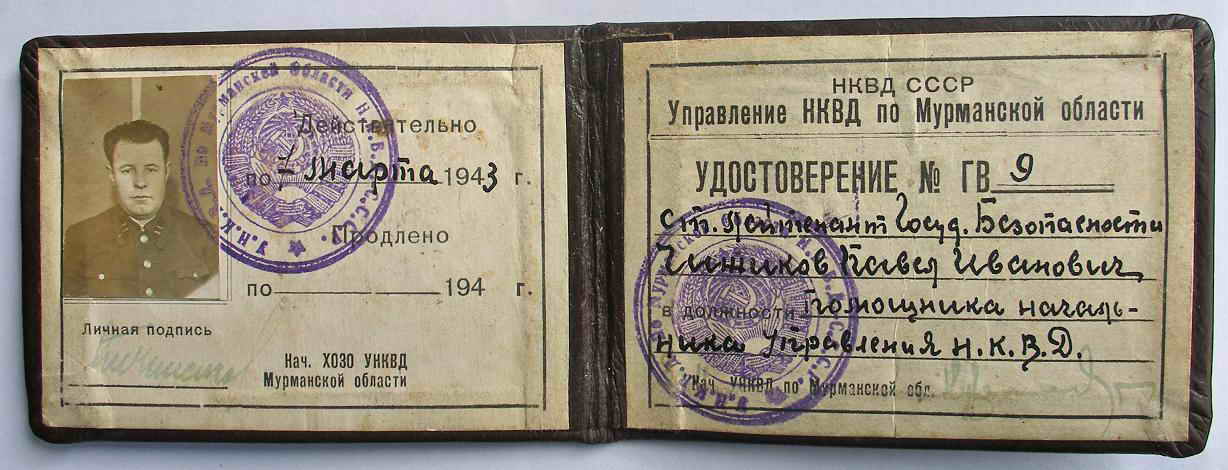 Действительно
по 7 марта 1943 г.
Продлено
по 194 г.
Личная подпись
Нач. ХОЗО УНКВД
Мурманской области
НКВД СССР
Управление НКВД по Мурманской области
УДОСТОВЕРЕНИЕ № ГВ 9
Ст. Лейтенант Госуд. Безопасности
Чижиков Павел Иванович
в должности Помощника началь-
ника Управления Н.К.В.Д.
Нач. УНКВД по Мурманской обл.